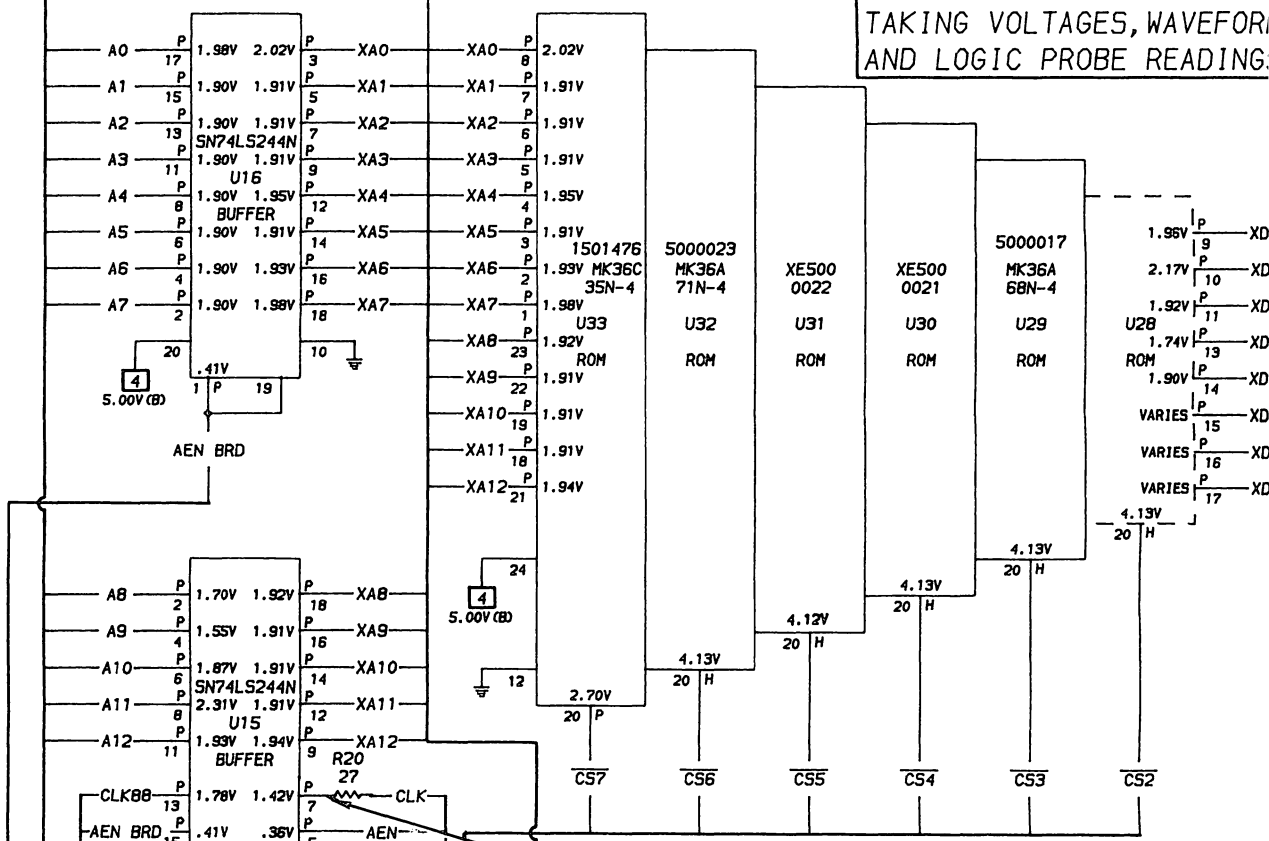 TAKING VOLTAGES, WAVEFOR
AND LOGIC PROBE READINGS
A0 P 17 1.98V 2.02V P 3 XA0 XA0 P 8 2.02V
A1 P 15 1.90V 1.91V P 5 XA1 XA1 P 7 1.91V
A2 P 13 1.90V 1.91V P 7 XA2 XA2 P 6 1.91V
SN74LS244N
A3 P 11 1.90V 1.91V P 9 XA3 XA3 P 5 1.91V
U16
A4 P 8 1.90V 1.95V P 12 XA4 XA4 P 4 1.95V
BUFFER
A5 P 6 1.90V 1.91V P 14 XA5 XA5 P 3 1.91V
A6 P 4 1.90V 1.93V P 16 XA6 XA6 P 2 1.93V
A7 P 2 1.90V 1.98V P 18 XA7 XA7 P 1 1.98V
XA8 P 23 1.92V
XA9 P 22 1.91V
XA10 P 19 1.91V
XA11 P 18 1.91V
XA12 P 21 1.94V
20 10
4
5.00V(B)
.41V
1 P 19
AEN BRD
1501476
MK36C
35N-4
U33
ROM
5000023
MK36A
71N-4
U32
ROM
XE500
0022
U31
ROM
XE500
0021
U30
ROM
5000017
MK36A
68N-4
U29
ROM
U28
ROM
1.96V P 9 XD
2.17V P 10 XD
1.92V P 11 XD
1.74V P 13 XD
1.90V P 14 XD
VARIES P 15 XD
VARIES P 16 XD
VARIES P 17 XD
24
4
5.00V(B)
12
2.70V
20 P
4.13V
20 H
4.12V
20 H
4.13V
20 H
4.13V
20 H
4.13V
20 H
CS7 CS6 CS5 CS4 CS3 CS2
A8 P 2 1.70V 1.92V P 18 XA8
A9 P 4 1.55V 1.91V P 16 XA9
A10 P 6 1.87V 1.91V P 14 XA10
SN74LS244N
A11 P 8 2.31V 1.91V P 12 XA11
U15
A12 P 11 1.93V 1.94V P 9 XA12
BUFFER
R20
27
CLK88 P 13 1.78V 1.42V P 7 CLK
AEN BRD P 15 .41V .36V P AEN